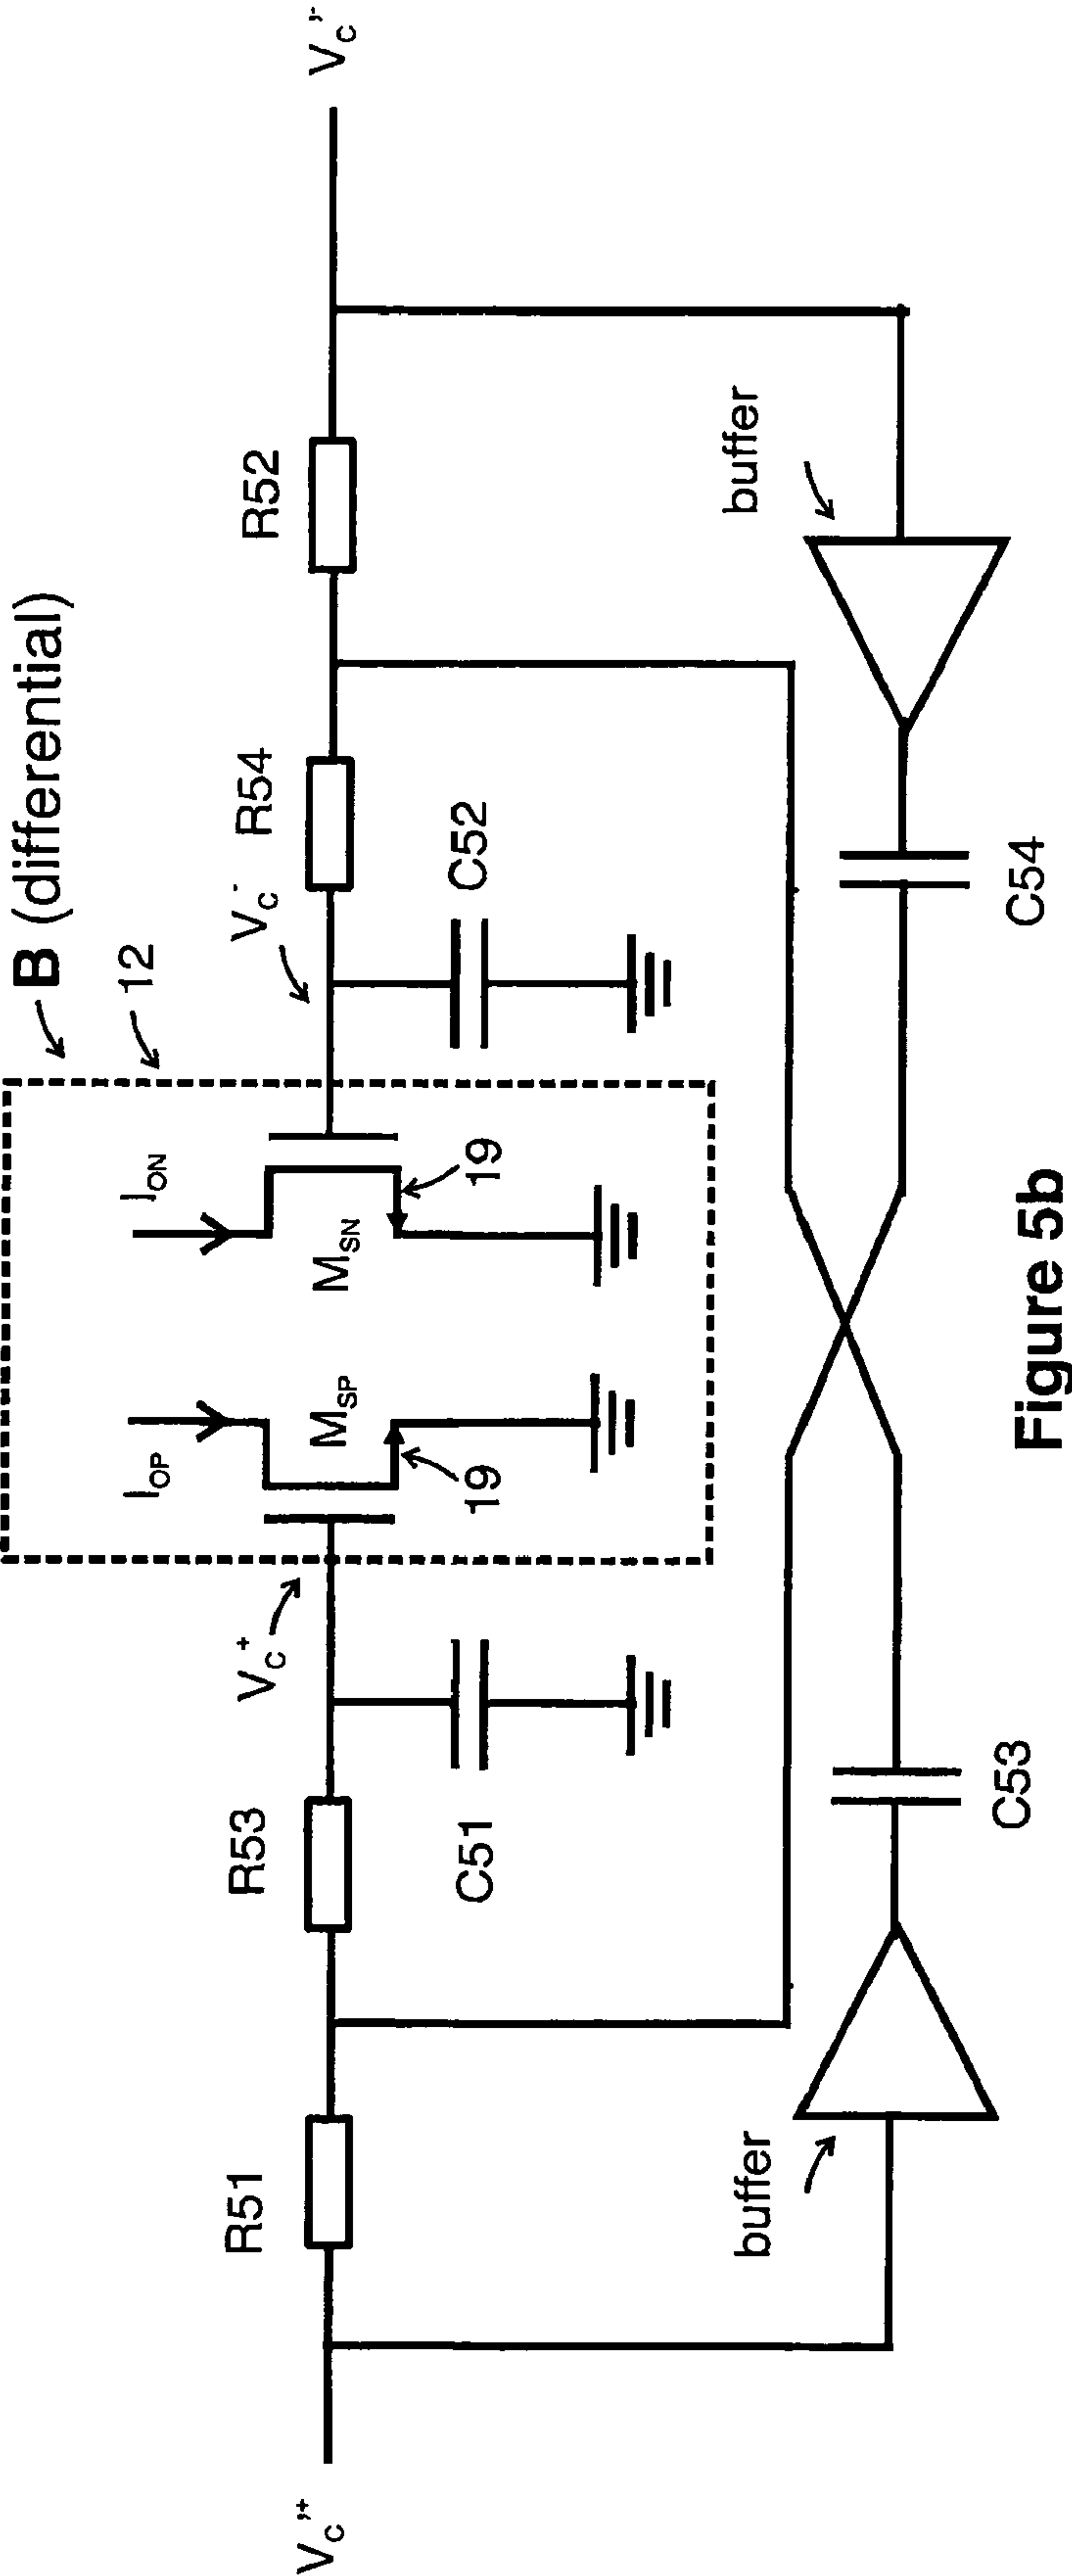 B (differential)
12
I_OP
I_ON
M_SP
M_SN
19
19
V_C'+
R51
R53
V_C+
V_C-
R54
R52
V_C'-
C51
C52
buffer
buffer
C53
C54
Figure 5b